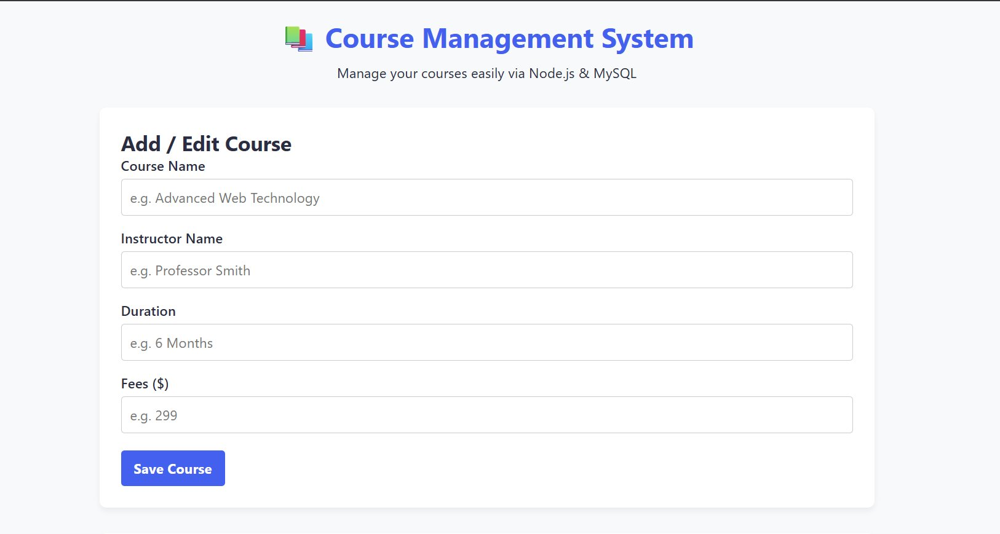 Course Management System
Manage your courses easily via Node.js & MySQL
Add / Edit Course
Course Name
e.g. Advanced Web Technology
Instructor Name
e.g. Professor Smith
Duration
e.g. 6 Months
Fees ($)
e.g. 299
Save Course